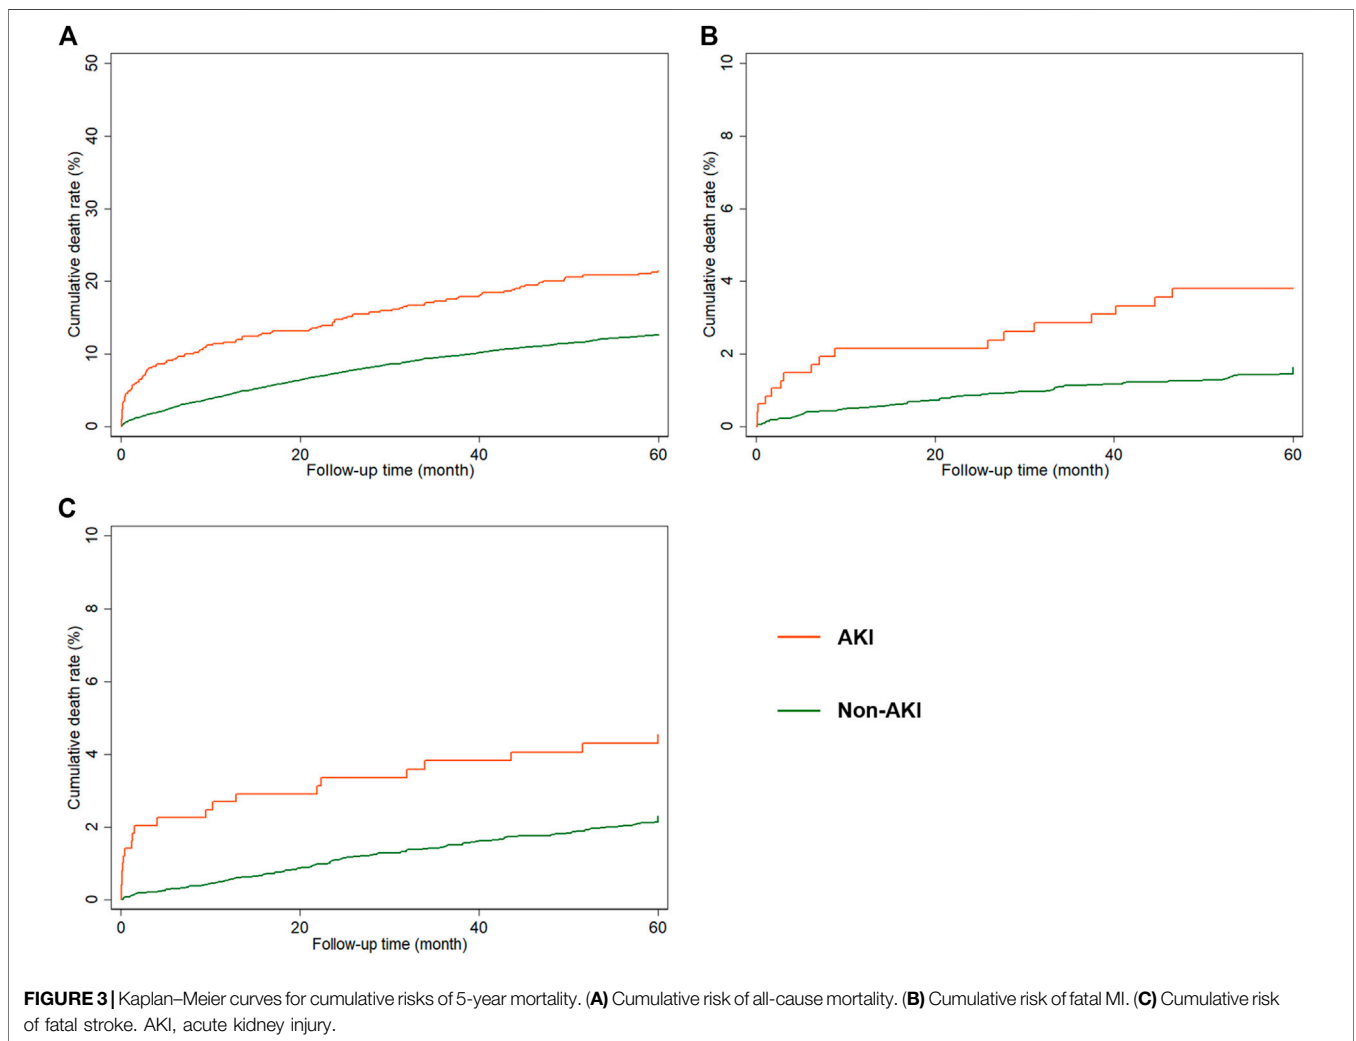 A
50
40
30
20
10
0
Cumulative death rate (%)
0 20 40 60
Follow-up time (month)
B
10
8
6
4
2
0
Cumulative death rate (%)
0 20 40 60
Follow-up time (month)
C
10
8
6
4
2
0
Cumulative death rate (%)
0 20 40 60
Follow-up time (month)
AKI
Non-AKI
FIGURE 3 | Kaplan–Meier curves for cumulative risks of 5-year mortality. (A) Cumulative risk of all-cause mortality. (B) Cumulative risk of fatal MI. (C) Cumulative risk
of fatal stroke. AKI, acute kidney injury.